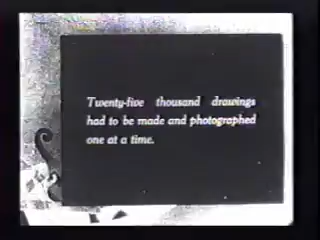 Twenty-five thousand drawings
had to be made and photographed
one at a time.